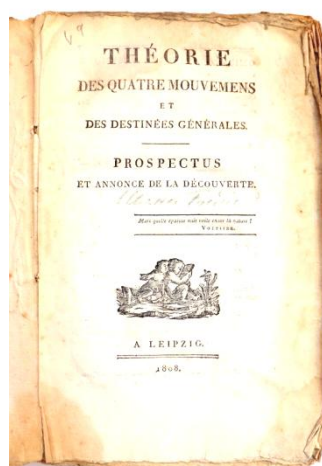 THÉORIE
DES QUATRE MOUVEMENS
ET
DES DESTINÉES GÉNÉRALES.
PROSPECTUS
ET ANNONCE DE LA DÉCOUVERTE.
Mais quelle épaisse nuit voile encor la nature !
VOLTAIRE.
A LEIPZIG.
1808.